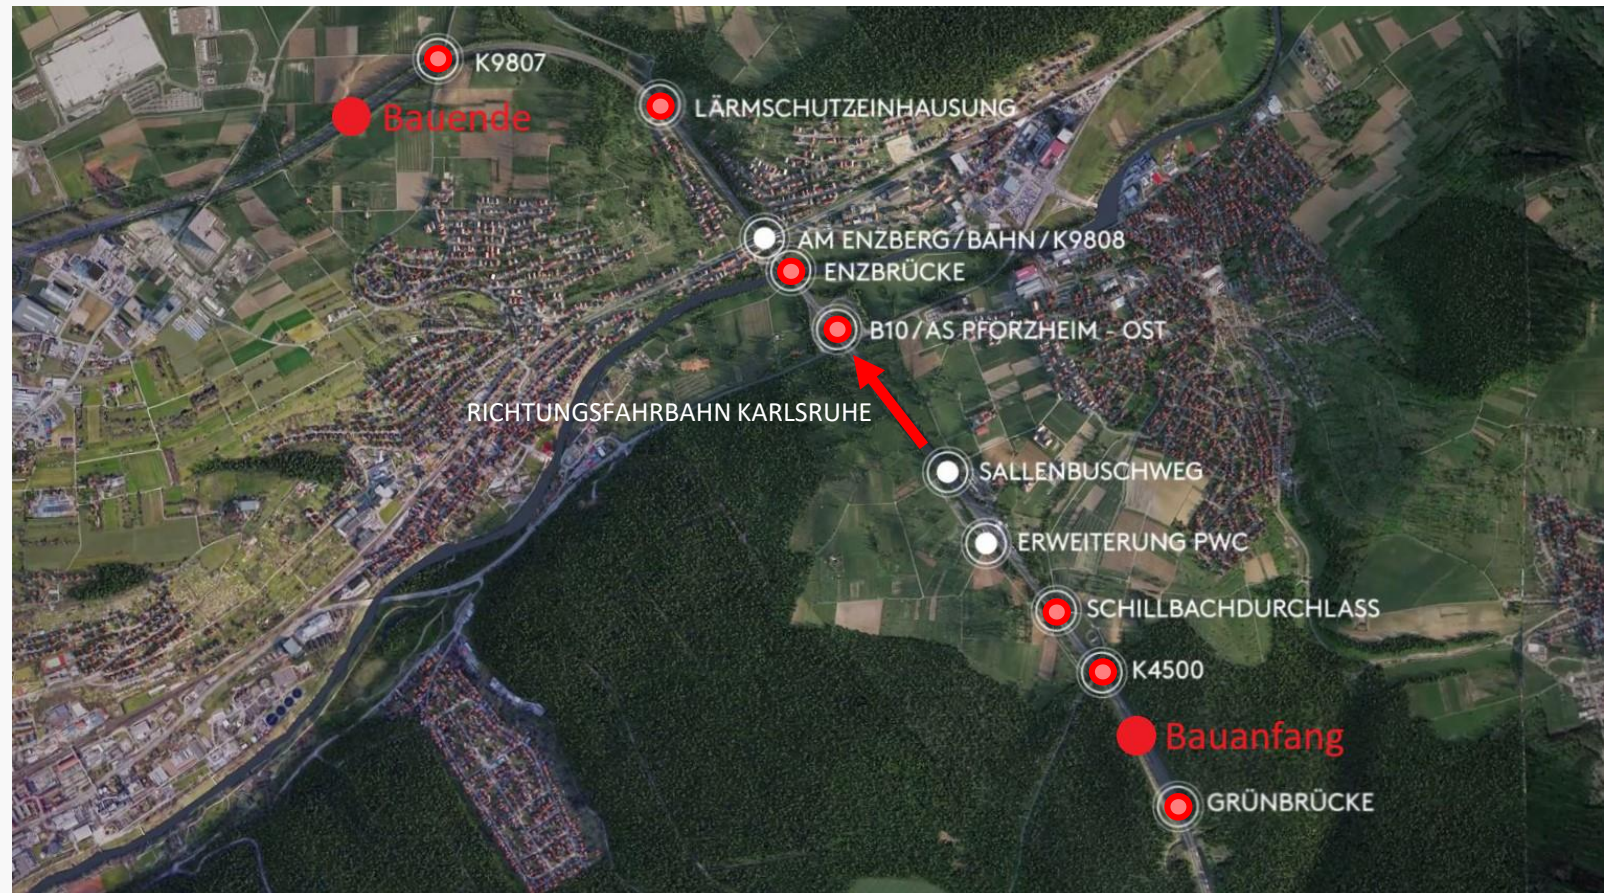 K9807
Bauende
LÄRMSCHUTZEINHAUSUNG
AM ENZBERG/BAHN/K9808
ENZBRÜCKE
B10/AS PFORZHEIM - OST
RICHTUNGSFAHRBAHN KARLSRUHE
SALLENBUSCHWEG
ERWEITERUNG PWC
SCHILLBACHDURCHLASS
K4500
Bauanfang
GRÜNBRÜCKE